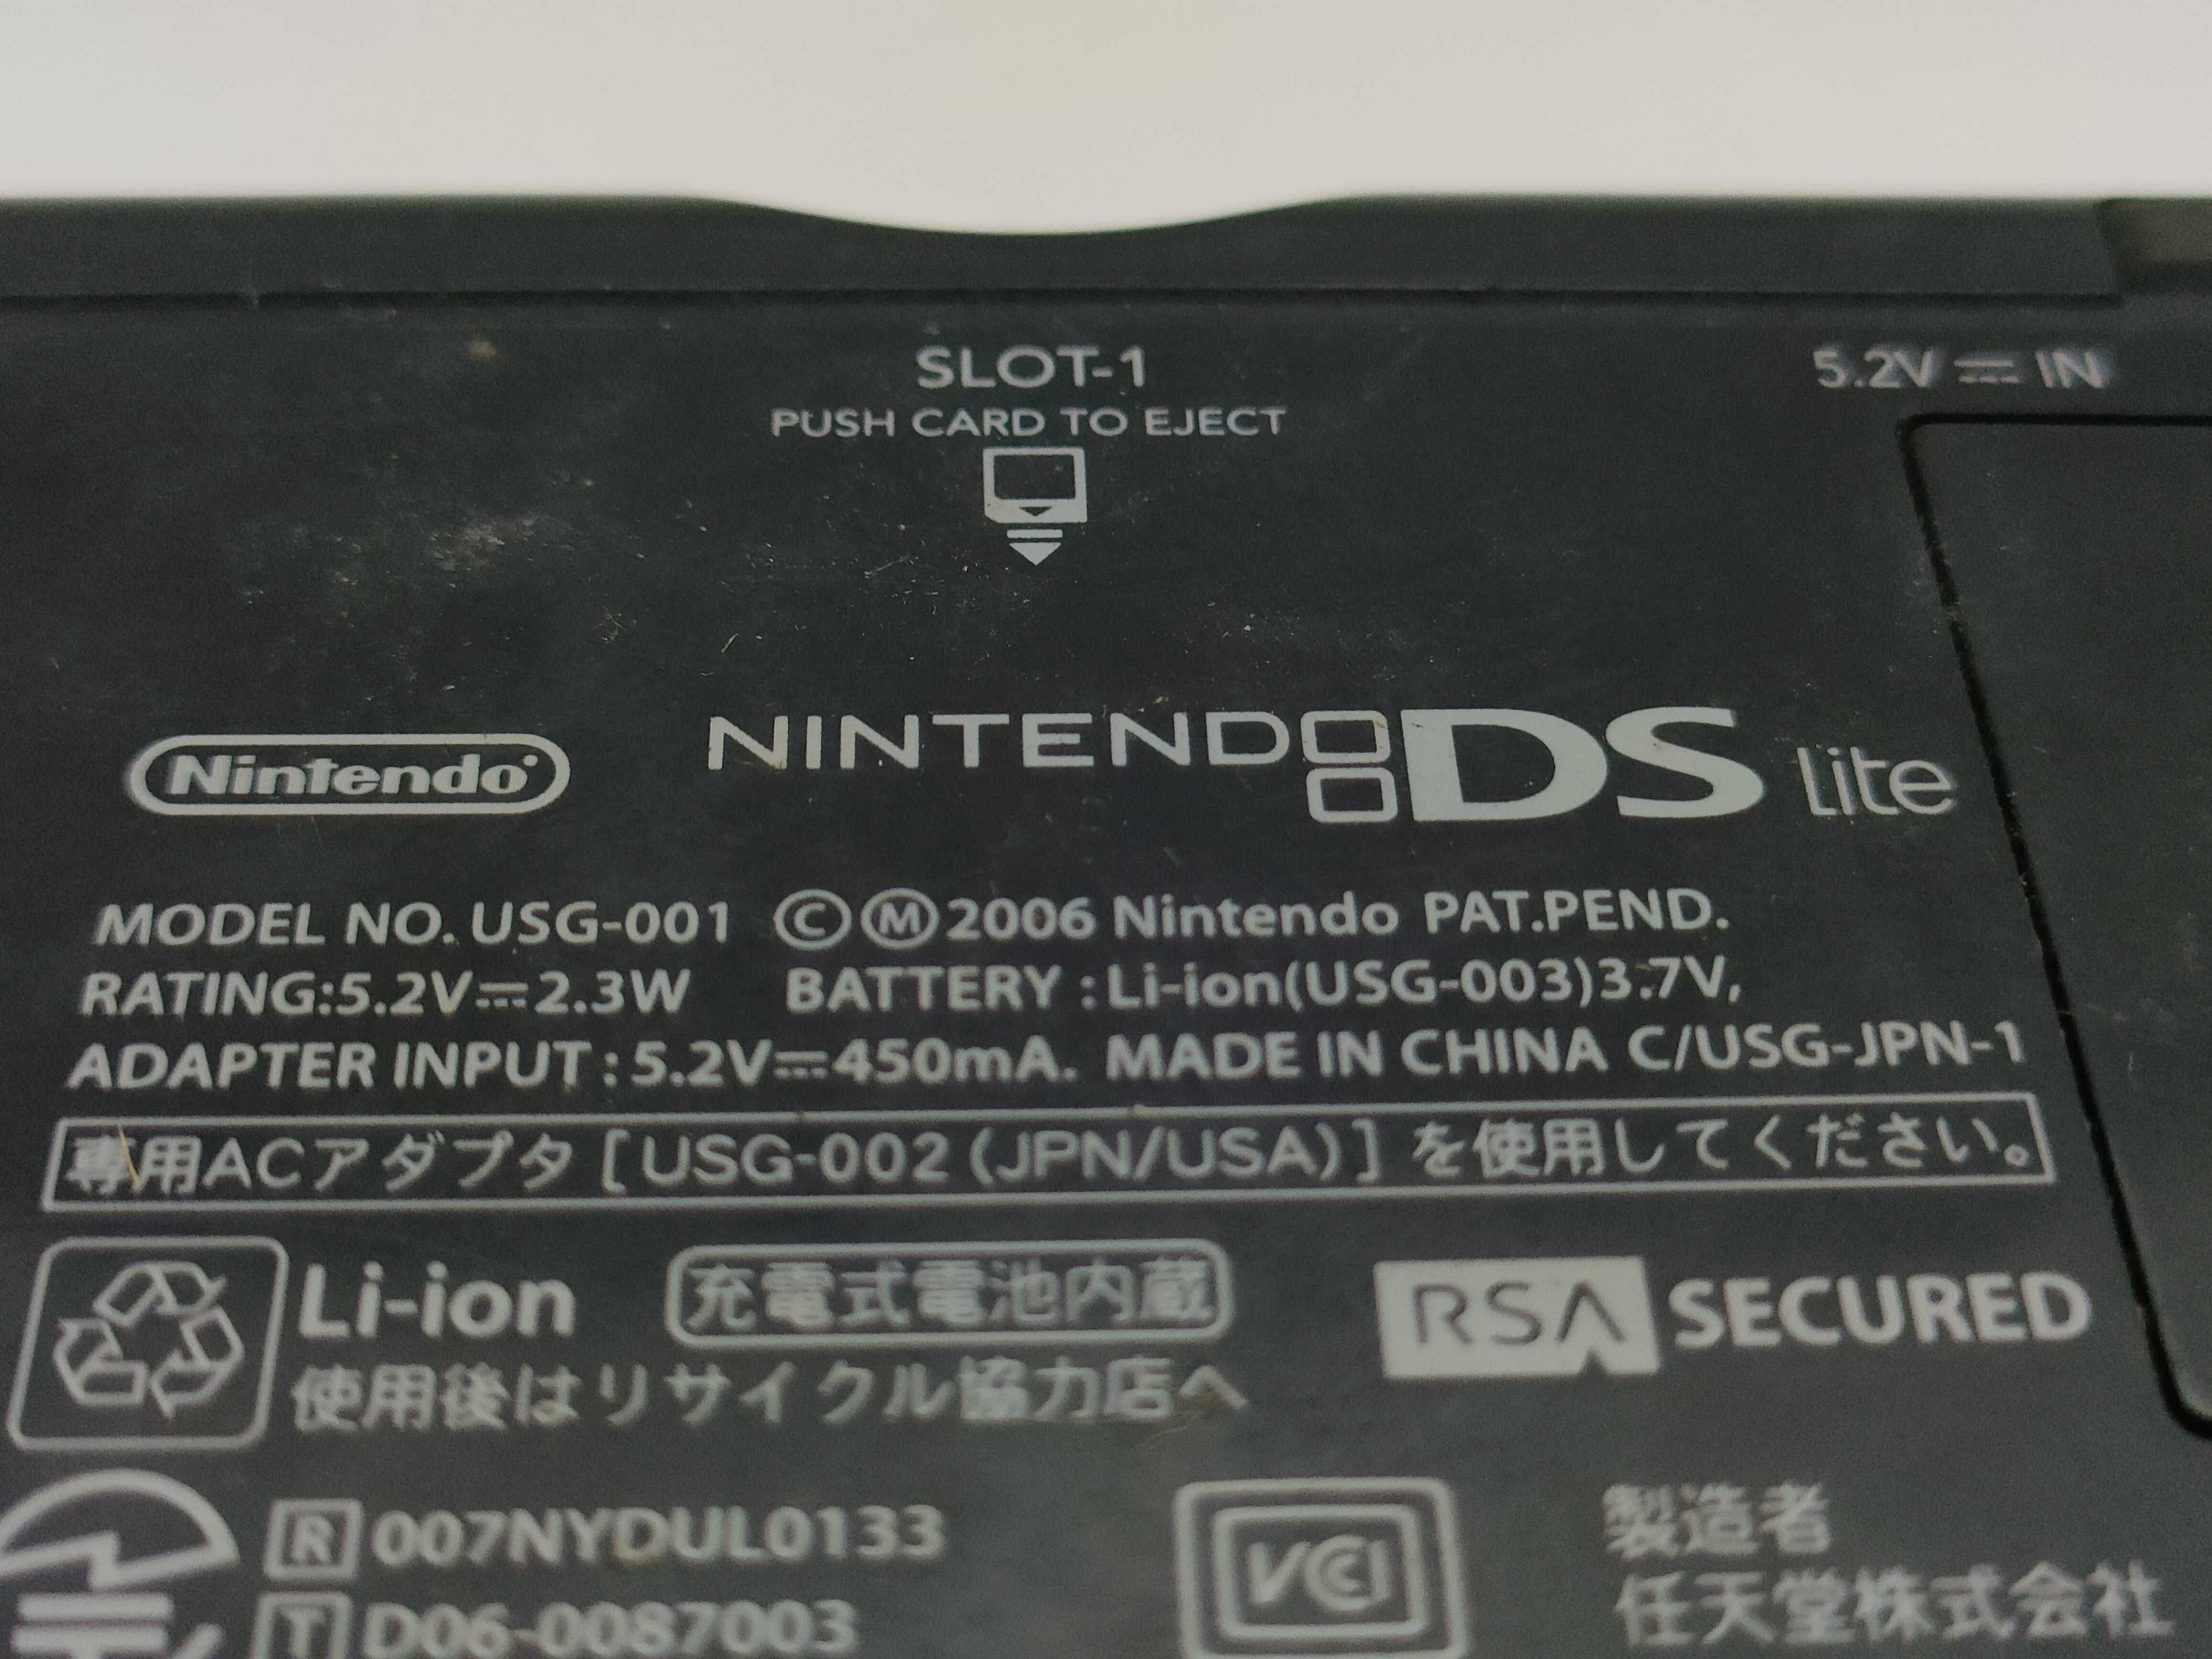 SLOT-1
5.2V ⎓ IN
PUSH CARD TO EJECT
Nintendo
NINTENDO DS lite
MODEL NO. USG-001 ©Ⓜ2006 Nintendo PAT.PEND.
RATING:5.2V⎓2.3W BATTERY :Li-ion(USG-003)3.7V,
ADAPTER INPUT:5.2V⎓450mA. MADE IN CHINA C/USG-JPN-1
専用ACアダプタ [USG-002 (JPN/USA)] を使用してください。
Li-ion 充電式電池内蔵
RSA SECURED
使用後はリサイクル協力店へ
R 007NYDUL0133
T D06-0087003
VCCI
製造者
任天堂株式会社